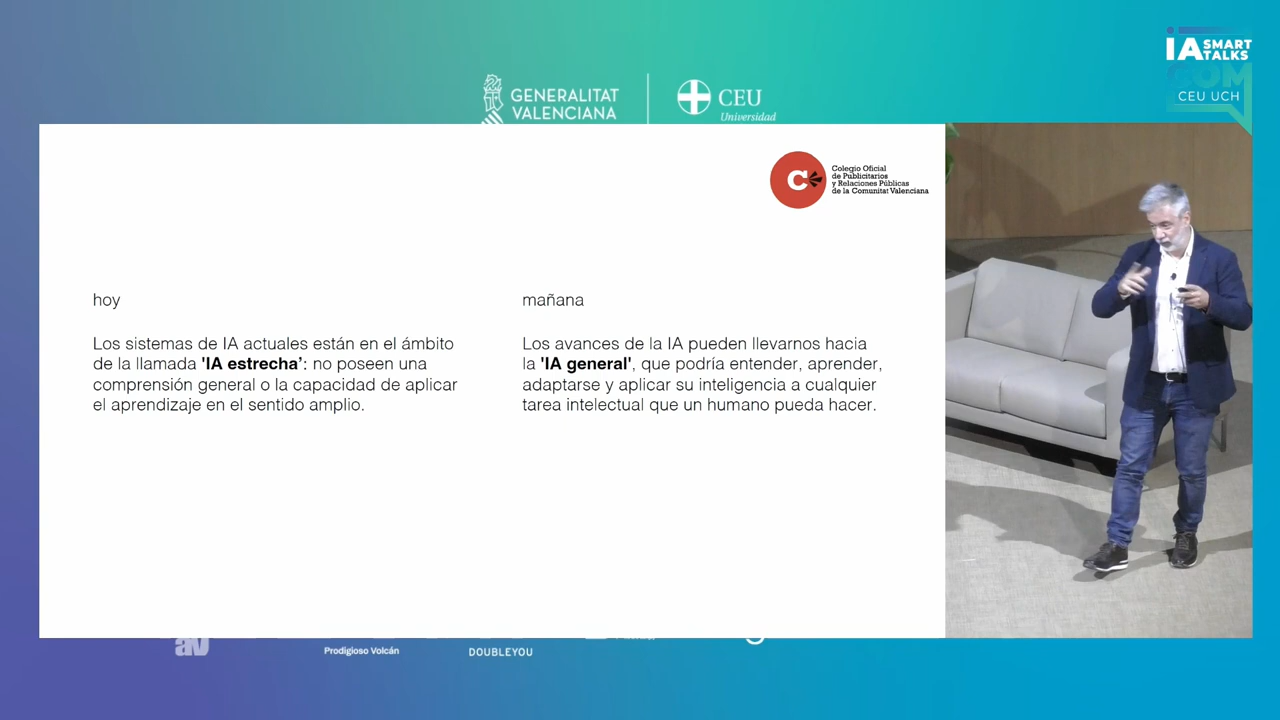 IA SMART
TALKS
COM
CEU UCH
GENERALITAT
VALENCIANA
CEU
Universidad
C
Colegio Oficial
de Publicitarios
y Relaciones Públicas
de la Comunitat Valenciana
hoy
Los sistemas de IA actuales están en el ámbito
de la llamada 'IA estrecha’: no poseen una
comprensión general o la capacidad de aplicar
el aprendizaje en el sentido amplio.
mañana
Los avances de la IA pueden llevarnos hacia
la 'IA general', que podría entender, aprender,
adaptarse y aplicar su inteligencia a cualquier
tarea intelectual que un humano pueda hacer.
Prodigioso Volcán
DOUBLEYOU